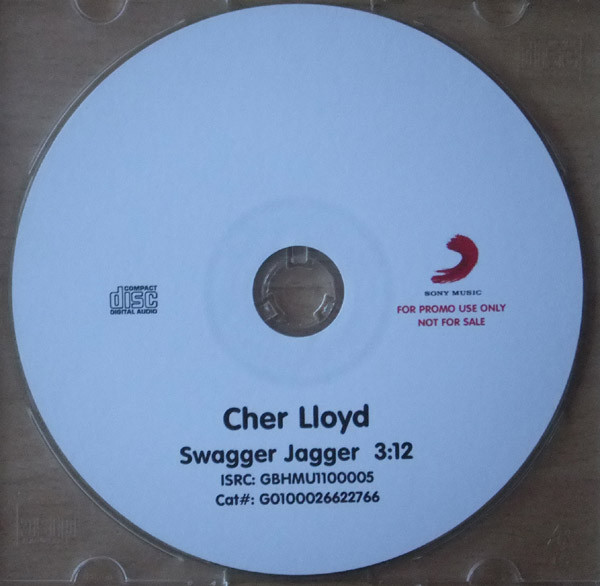 COMPACT
disc
DIGITAL AUDIO
SONY MUSIC
FOR PROMO USE ONLY
NOT FOR SALE
Cher Lloyd
Swagger Jagger 3:12
ISRC: GBHMU1100005
Cat#: G0100026622766